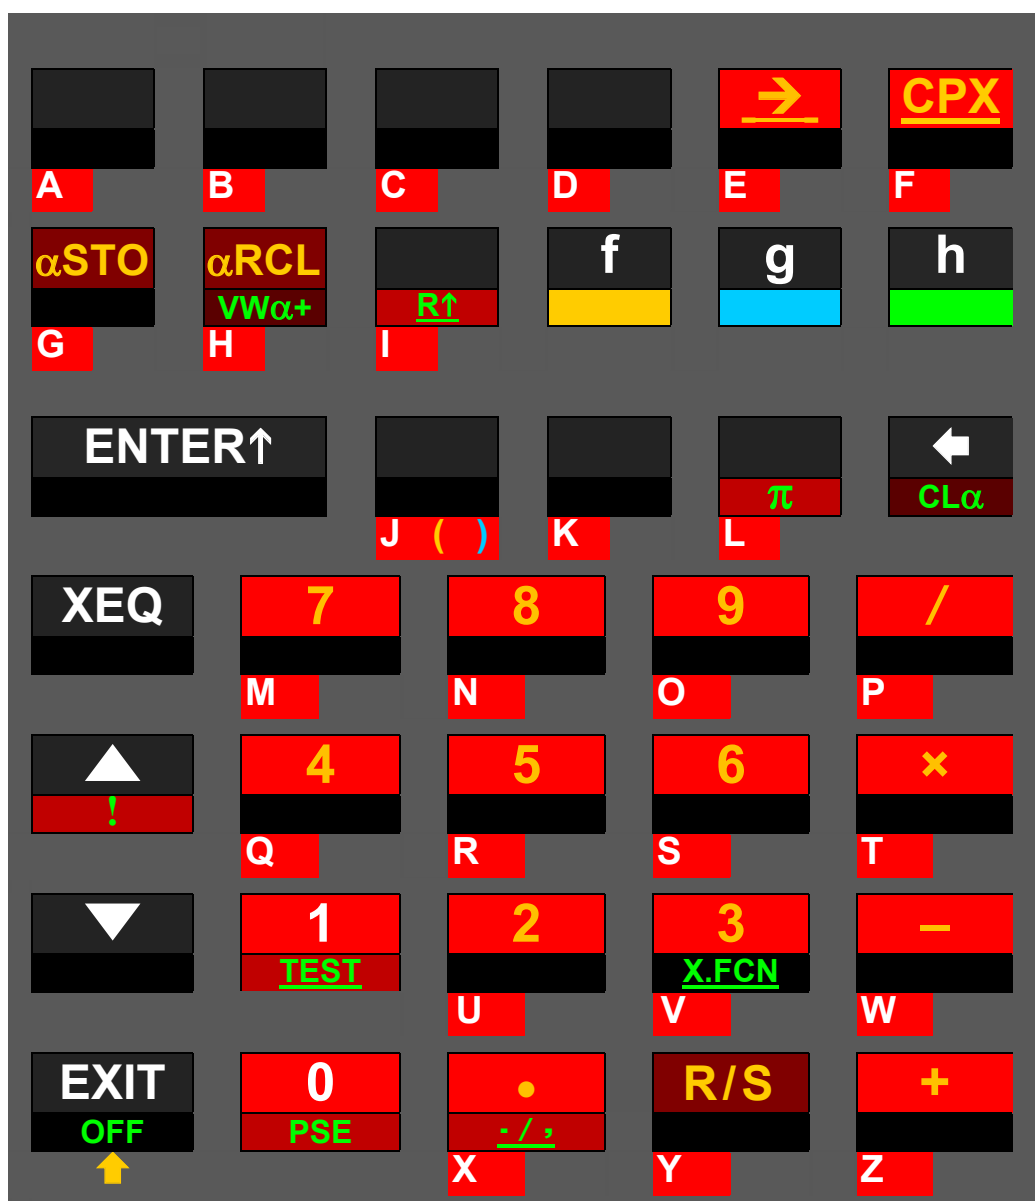 → CPX
A B C D E F
αSTO αRCL f g h
VWα+ R↑
G H I
ENTER↑ 🡄
π CLα
J ( ) K L
XEQ 7 8 9 /
M N O P
▲ 4 5 6 ×
!
Q R S T
▼ 1 2 3 –
TEST X.FCN
U V W
EXIT 0 . R/S +
OFF PSE . / ,
X Y Z